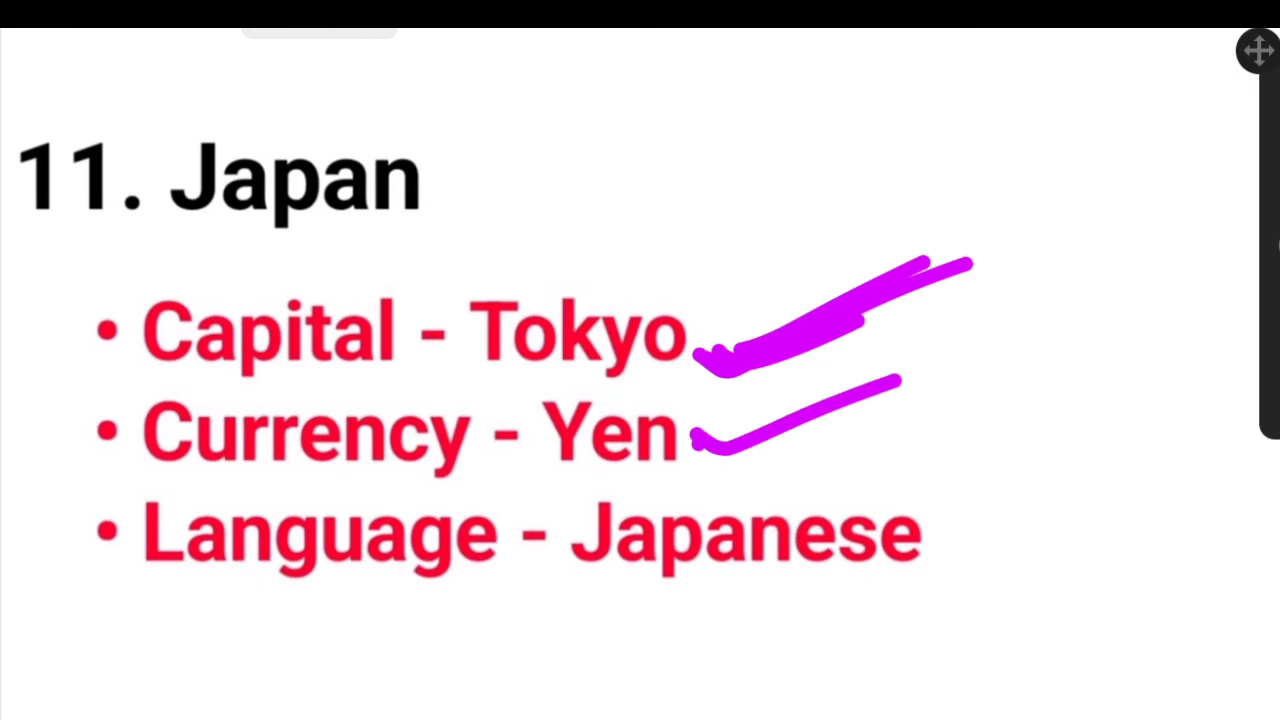 11. Japan
• Capital - Tokyo
• Currency - Yen
• Language - Japanese